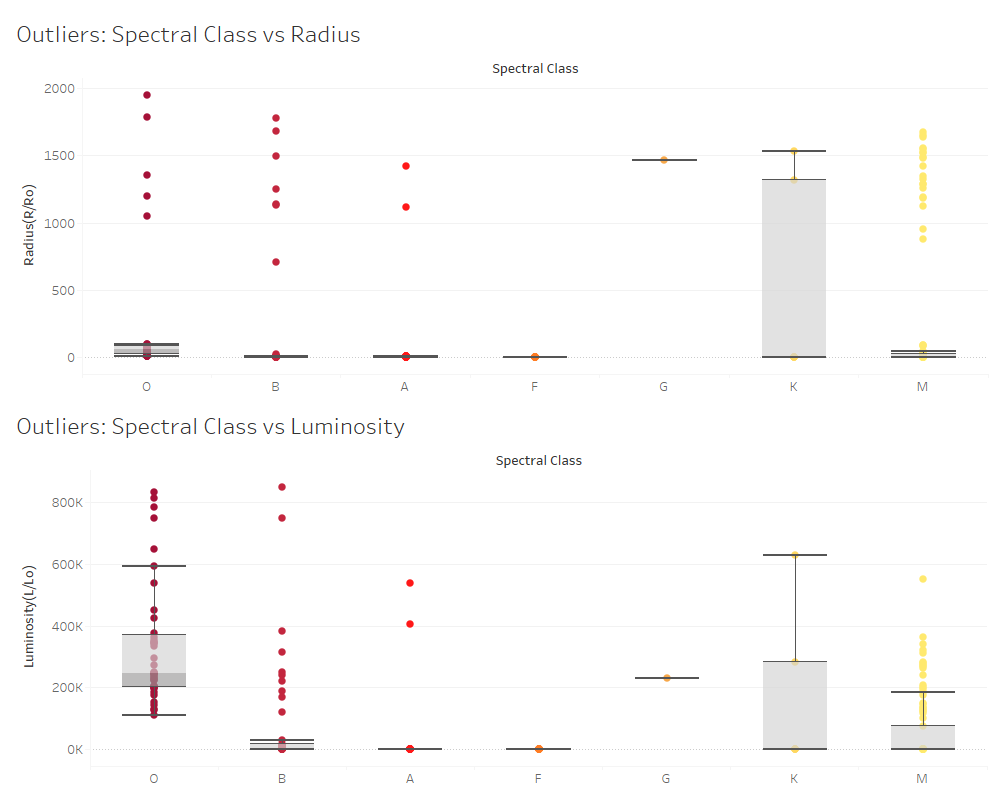 Outliers: Spectral Class vs Radius
Spectral Class
Radius(R/Ro)
2000
1500
1000
500
0
O B A F G K M
Outliers: Spectral Class vs Luminosity
Spectral Class
Luminosity(L/Lo)
800K
600K
400K
200K
0K
O B A F G K M